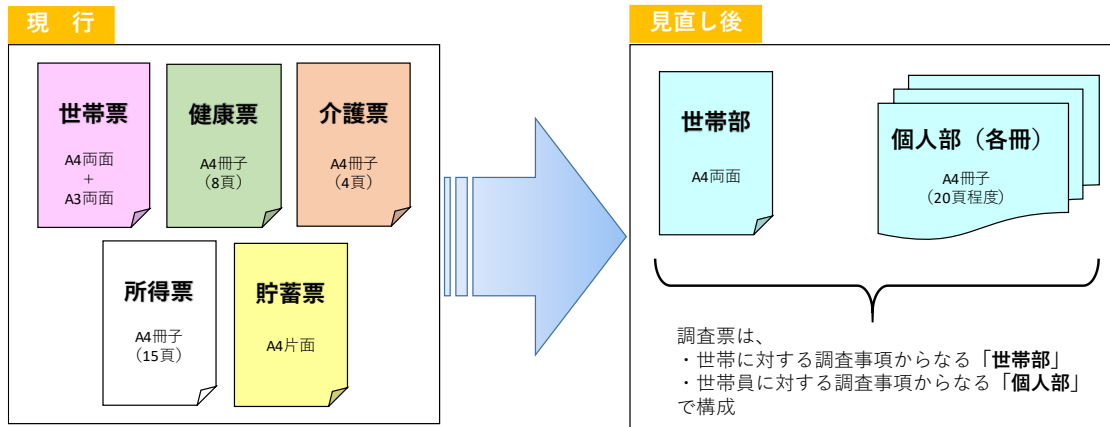 現　行
世帯票
A4両面
+
A3両面
健康票
A4冊子
（8頁）
介護票
A4冊子
（4頁）
所得票
A4冊子
（15頁）
貯蓄票
A4片面
見直し後
世帯部
A4両面
個人部（各冊）
A4冊子
（20頁程度）
調査票は、
・世帯に対する調査事項からなる「世帯部」
・世帯員に対する調査事項からなる「個人部」
で構成